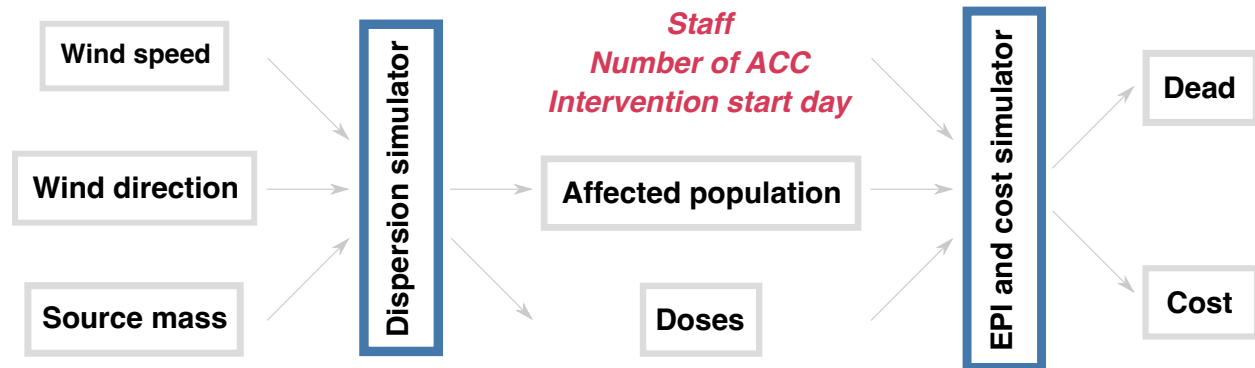 Wind speed
Wind direction
Source mass
Dispersion simulator
Staff
Number of ACC
Intervention start day
Affected population
Doses
EPI and cost simulator
Dead
Cost